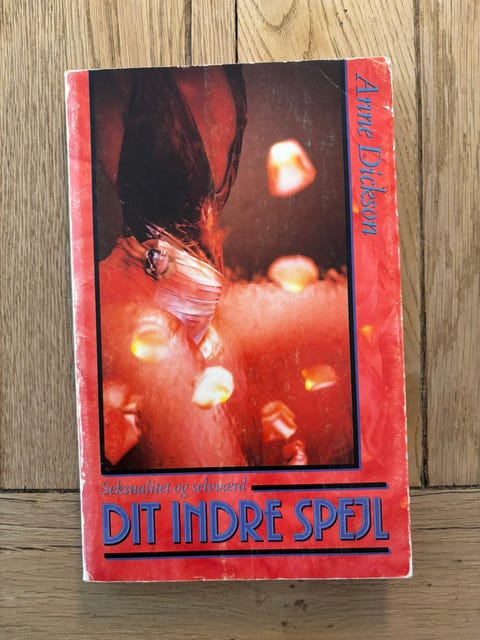 Anne Dickson
Seksualitet og selvværd
DIT INDRE SPEJL